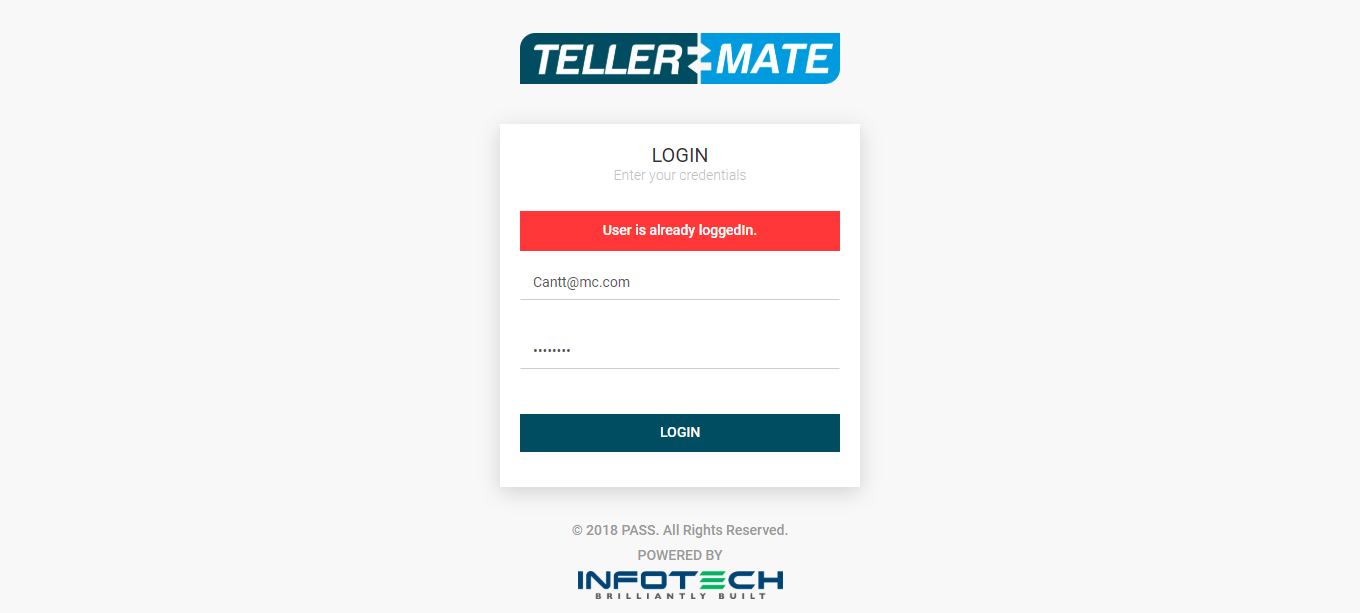 TELLER MATE
LOGIN
Enter your credentials
User is already loggedIn.
Cantt@mc.com
••••••••
LOGIN
© 2018 PASS. All Rights Reserved.
POWERED BY
INFOTECH
BRILLIANTLY BUILT